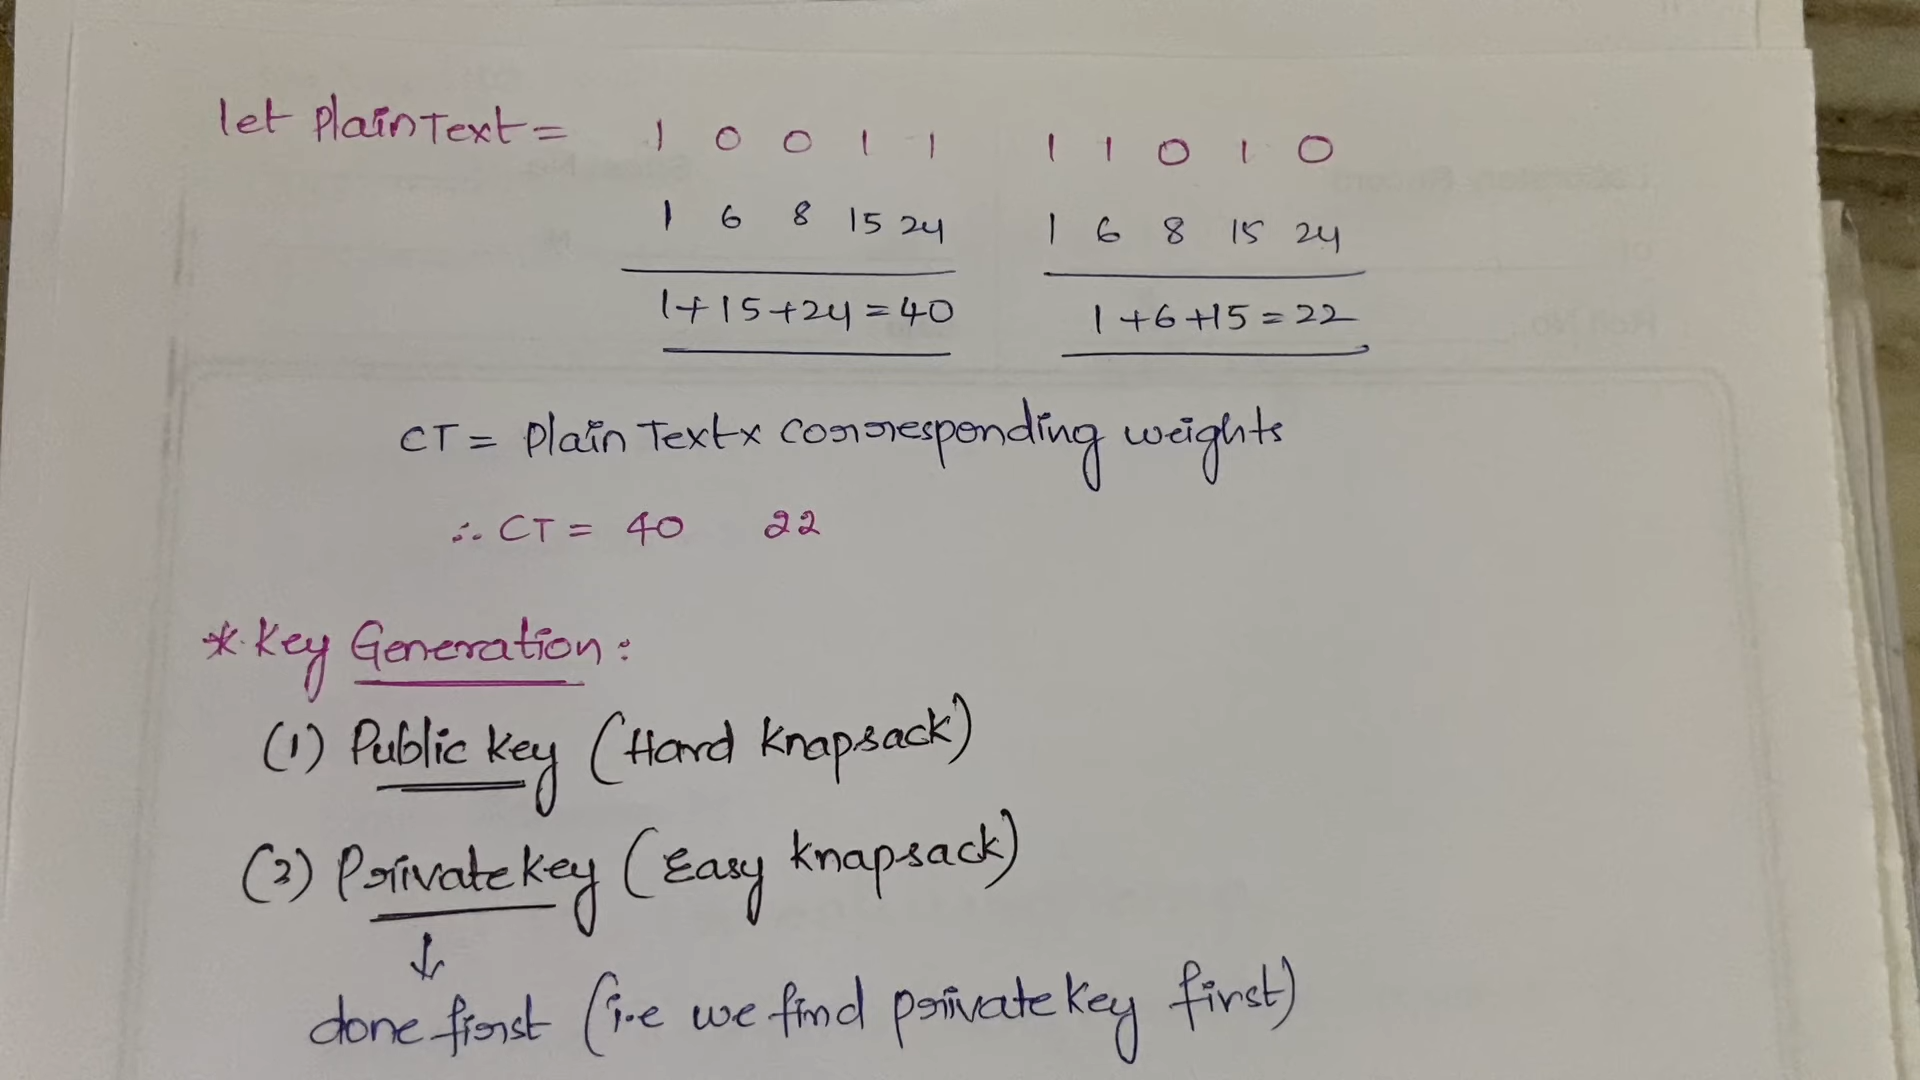 let PlainText = 1 0 0 1 1   1 1 0 1 0
1 6 8 15 24   1 6 8 15 24
1+15+24=40   1+6+15=22
CT = Plain Text x corresponding weights
∴ CT = 40   22
* Key Generation:
(1) Public key (Hard knapsack)
(2) Private key (Easy knapsack)
↓
done first (i.e we find private key first)